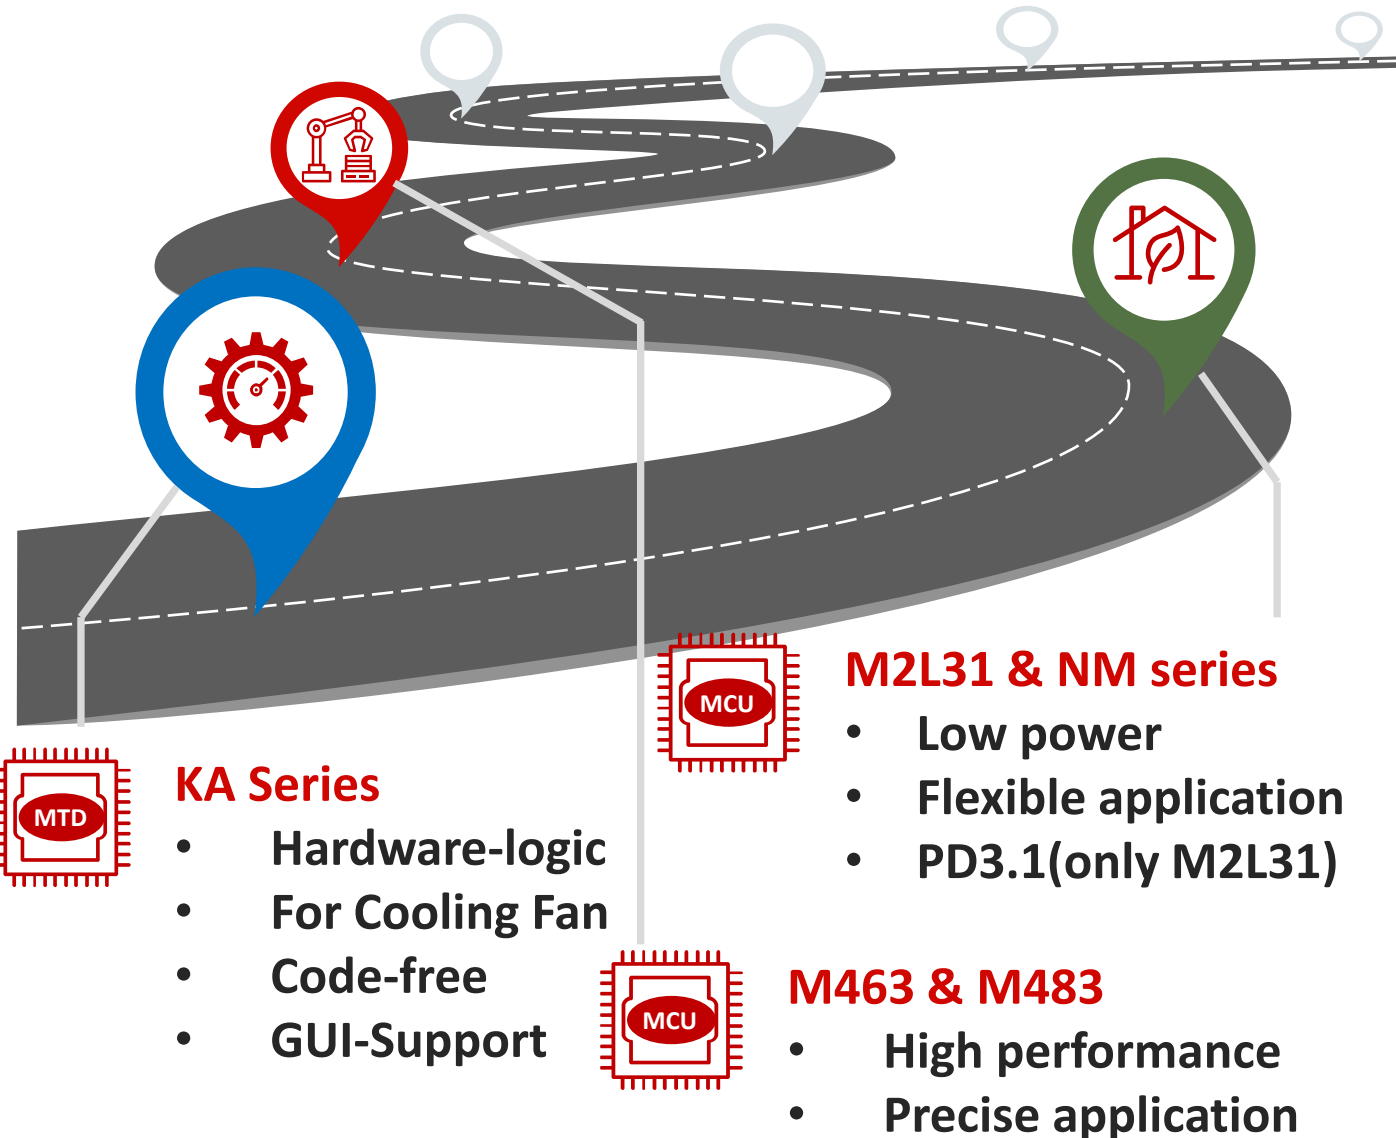 MCU
M2L31 & NM series
• Low power
• Flexible application
• PD3.1(only M2L31)
MTD
KA Series
• Hardware-logic
• For Cooling Fan
• Code-free
• GUI-Support
MCU
M463 & M483
• High performance
• Precise application